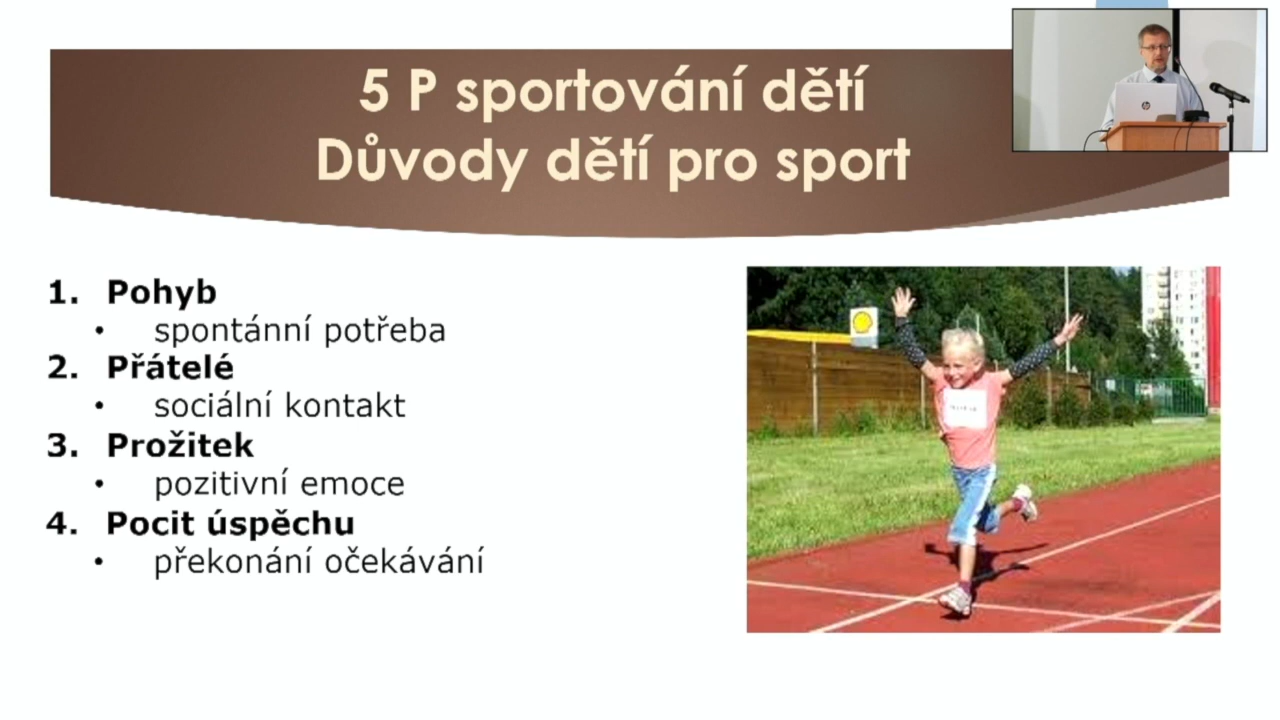 5 P sportování dětí
Důvody dětí pro sport
1. Pohyb
• spontánní potřeba
2. Přátelé
• sociální kontakt
3. Prožitek
• pozitivní emoce
4. Pocit úspěchu
• překonání očekávání
hp